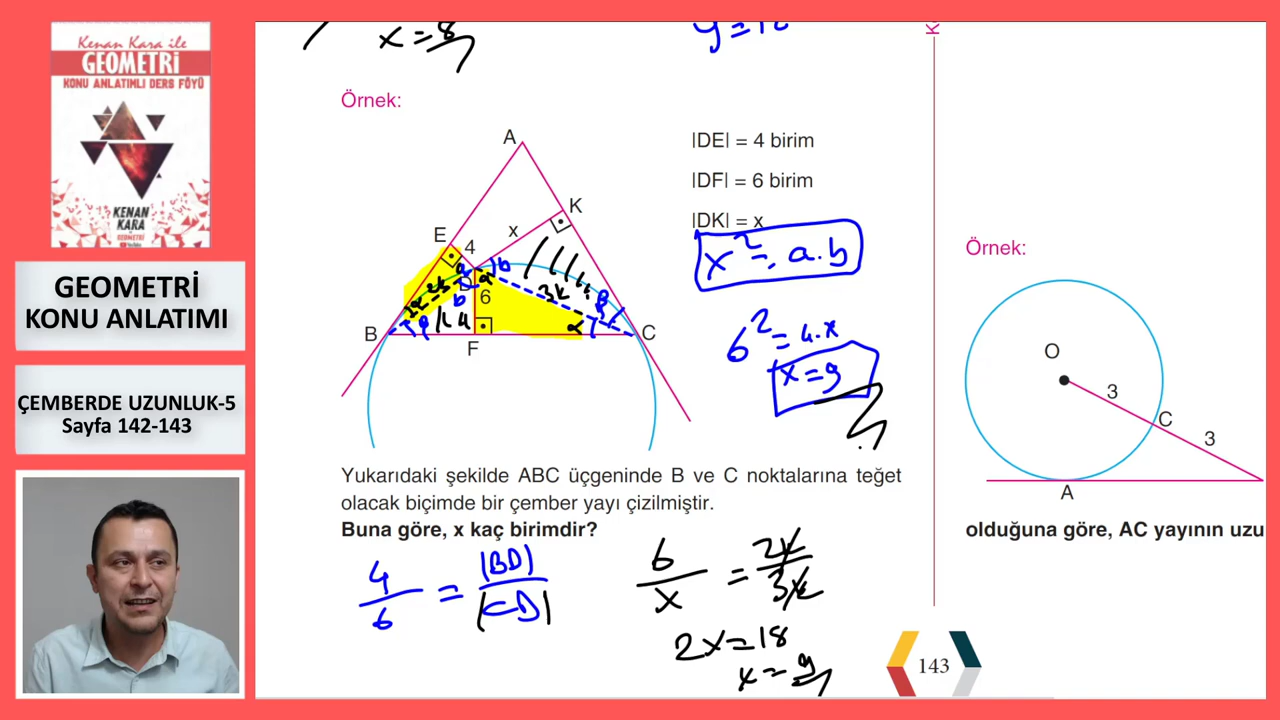 Kenan Kara ile
GEOMETRİ
KONU ANLATIMLI DERS FÖYÜ
KENAN
KARA
GEOMETRİ
GEOMETRİ
KONU ANLATIMI
ÇEMBERDE UZUNLUK-5
Sayfa 142-143
x = 8
y = 12
K
Örnek:
A
K
E
4
x
D
6
B
F
C
a
b
b
α
α
β
β
2k
3k
|DE| = 4 birim
|DF| = 6 birim
|DK| = x
x² = a.b
6² = 4.x
x = 9
Yukarıdaki şekilde ABC üçgeninde B ve C noktalarına teğet
olacak biçimde bir çember yayı çizilmiştir.
Buna göre, x kaç birimdir?
4/6 = |BD|/|CD|
6/x = 2k/3k
2x = 18
x = 9
Örnek:
O
3
C
3
A
olduğuna göre, AC yayının uzu
143